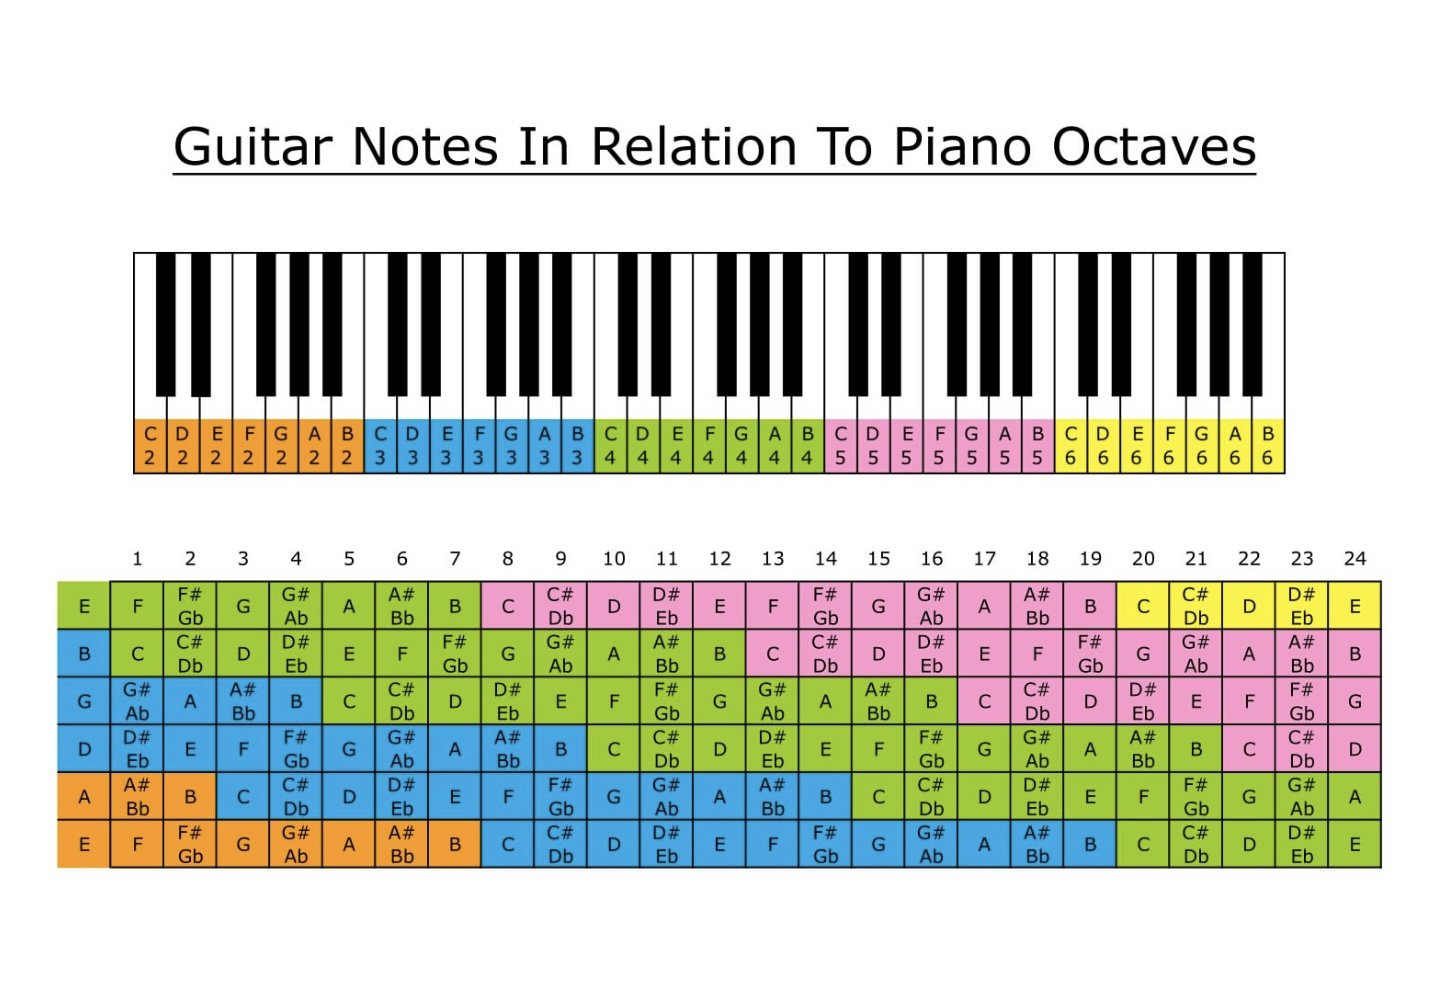 Guitar Notes In Relation To Piano Octaves
C D E F G A B C D E F G A B C D E F G A B C D E F G A B C D E F G A B
2 2 2 2 2 2 2 3 3 3 3 3 3 3 4 4 4 4 4 4 4 5 5 5 5 5 5 5 6 6 6 6 6 6 6
1 2 3 4 5 6 7 8 9 10 11 12 13 14 15 16 17 18 19 20 21 22 23 24
E F F# Gb G G# Ab A A# Bb B C C# Db D D# Eb E F F# Gb G G# Ab A A# Bb B C C# Db D D# Eb E
B C C# Db D D# Eb E F F# Gb G G# Ab A A# Bb B C C# Db D D# Eb E F F# Gb G G# Ab A A# Bb B
G G# Ab A A# Bb B C C# Db D D# Eb E F F# Gb G G# Ab A A# Bb B C C# Db D D# Eb E F F# Gb G
D D# Eb E F F# Gb G G# Ab A A# Bb B C C# Db D D# Eb E F F# Gb G G# Ab A A# Bb B C C# Db D
A A# Bb B C C# Db D D# Eb E F F# Gb G G# Ab A A# Bb B C C# Db D D# Eb E F F# Gb G G# Ab A
E F F# Gb G G# Ab A A# Bb B C C# Db D D# Eb E F F# Gb G G# Ab A A# Bb B C C# Db D D# Eb E